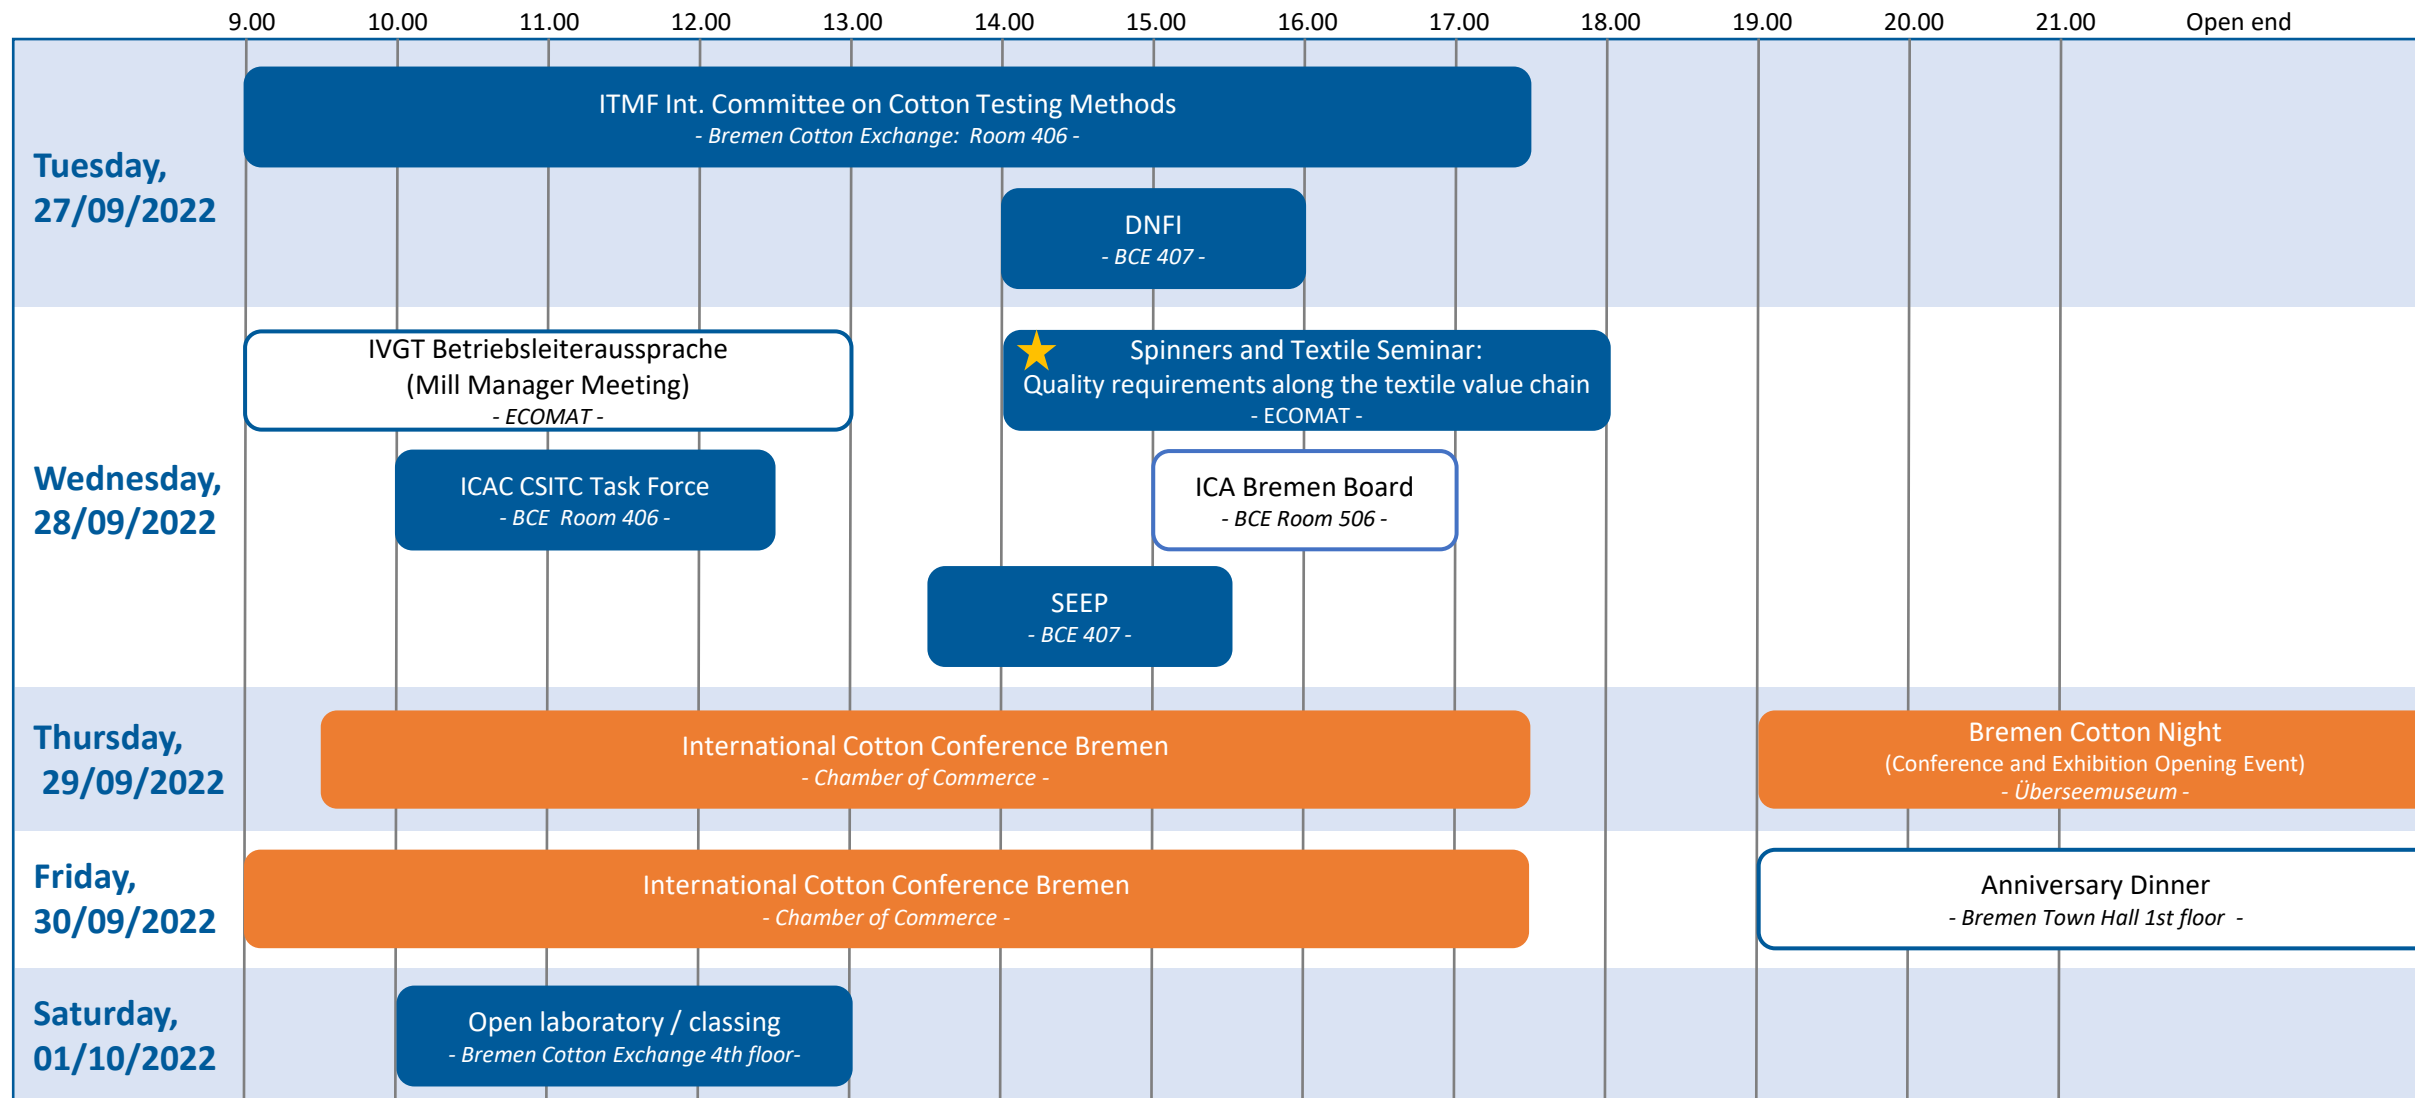 9.00 10.00 11.00 12.00 13.00 14.00 15.00 16.00 17.00 18.00 19.00 20.00 21.00 Open end
Tuesday,
27/09/2022
ITMF Int. Committee on Cotton Testing Methods
- Bremen Cotton Exchange: Room 406 -
DNFI
- BCE 407 -
Wednesday,
28/09/2022
IVGT Betriebsleiteraussprache
(Mill Manager Meeting)
- ECOMAT -
Spinners and Textile Seminar:
Quality requirements along the textile value chain
- ECOMAT -
ICAC CSITC Task Force
- BCE Room 406 -
ICA Bremen Board
- BCE Room 506 -
SEEP
- BCE 407 -
Thursday,
29/09/2022
International Cotton Conference Bremen
- Chamber of Commerce -
Bremen Cotton Night
(Conference and Exhibition Opening Event)
- Überseemuseum -
Friday,
30/09/2022
International Cotton Conference Bremen
- Chamber of Commerce -
Anniversary Dinner
- Bremen Town Hall 1st floor -
Saturday,
01/10/2022
Open laboratory / classing
- Bremen Cotton Exchange 4th floor-